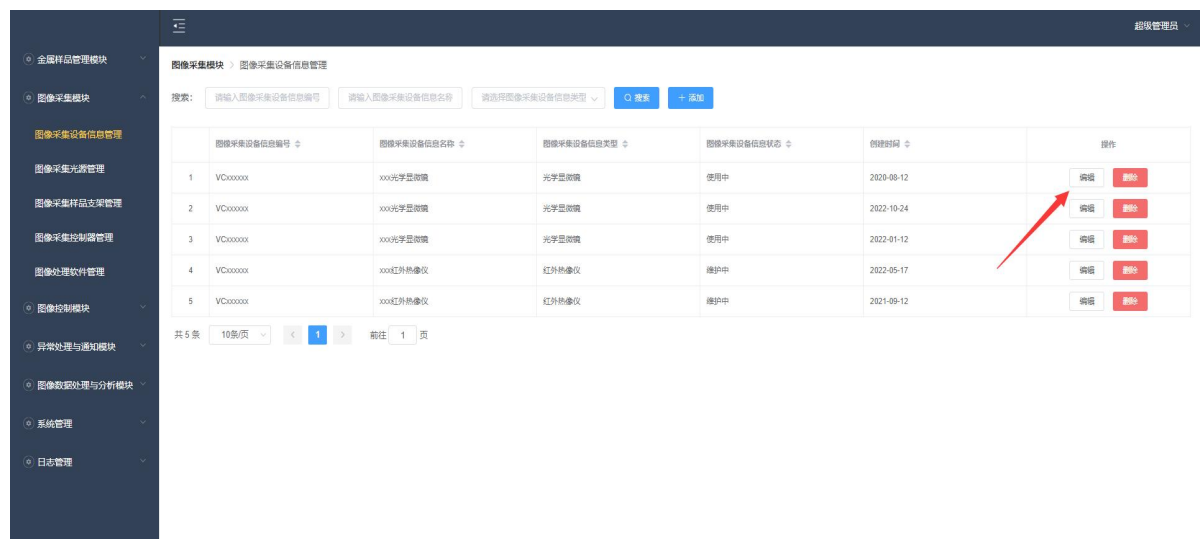 超级管理员
金属样品管理模块
图像采集模块
图像采集设备信息管理
图像采集光源管理
图像采集样品支架管理
图像采集控制器管理
图像处理软件管理
图像控制模块
异常处理与通知模块
图像数据处理与分析模块
系统管理
日志管理
图像采集模块 > 图像采集设备信息管理
搜索: 请输入图像采集设备信息编号 请输入图像采集设备信息名称 请选择图像采集设备信息类型 搜索 + 添加
图像采集设备信息编号 图像采集设备信息名称 图像采集设备信息类型 图像采集设备信息状态 创建时间 操作
1 VCxxxxxx xxx光学显微镜 光学显微镜 使用中 2020-08-12 编辑 删除
2 VCxxxxxx xxx光学显微镜 光学显微镜 使用中 2022-10-24 编辑 删除
3 VCxxxxxx xxx光学显微镜 光学显微镜 使用中 2022-01-12 编辑 删除
4 VCxxxxxx xxx红外热像仪 红外热像仪 维护中 2022-05-17 编辑 删除
5 VCxxxxxx xxx红外热像仪 红外热像仪 维护中 2021-09-12 编辑 删除
共 5 条 10条/页 < 1 > 前往 1 页